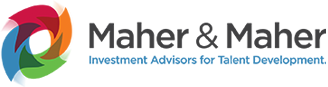 Maher & Maher
Investment Advisors for Talent Development.